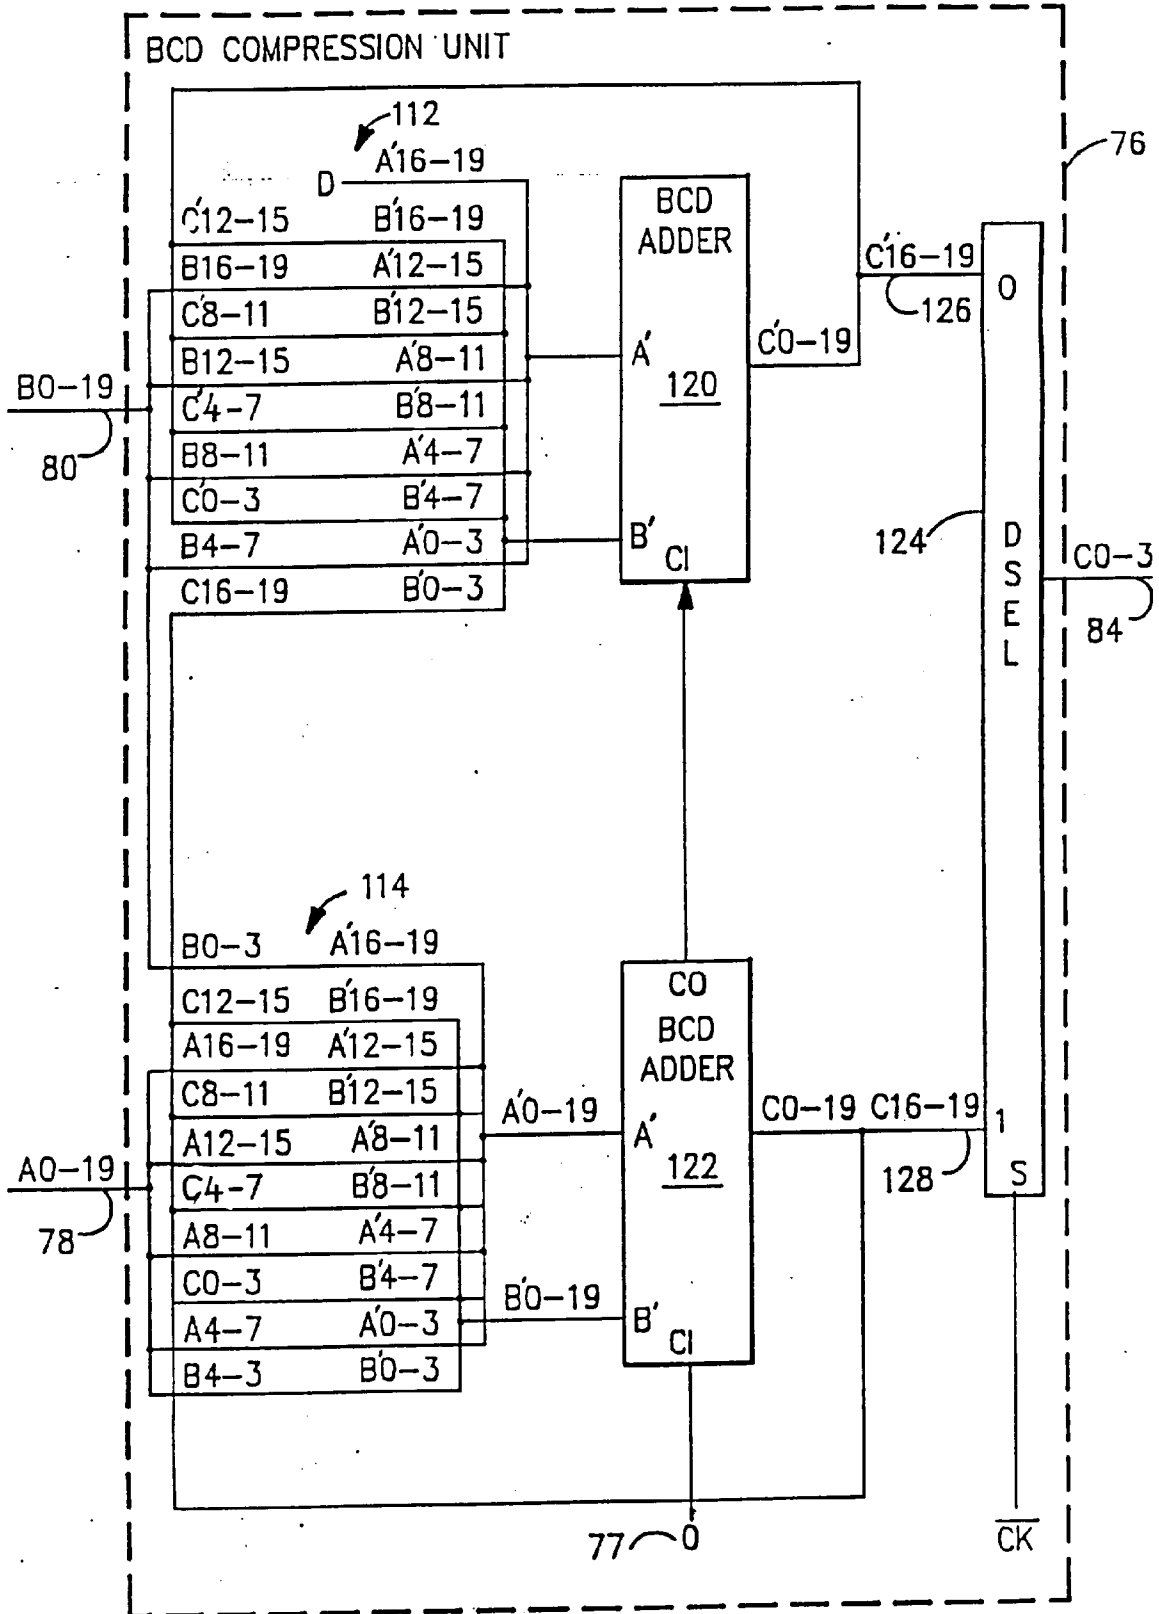 BCD COMPRESSION UNIT
112
76
D A'16-19
C'12-15 B'16-19
B16-19 A'12-15
C'8-11 B'12-15
B12-15 A'8-11
C'4-7 B'8-11
B8-11 A'4-7
C'0-3 B'4-7
B4-7 A'0-3
C16-19 B'0-3
B0-19
80
BCD
ADDER
A'
120
B'
CI
C'0-19
C'16-19
126
0
124
D
S
E
L
C0-3
84
114
B0-3 A'16-19
C12-15 B'16-19
A16-19 A'12-15
C8-11 B'12-15
A12-15 A'8-11
C4-7 B'8-11
A8-11 A'4-7
C0-3 B'4-7
A4-7 A'0-3
B4-3 B'0-3
A0-19
78
A'0-19
B'0-19
CO
BCD
ADDER
A'
122
B'
CI
C0-19 C16-19
128
1
S
77 0
CK